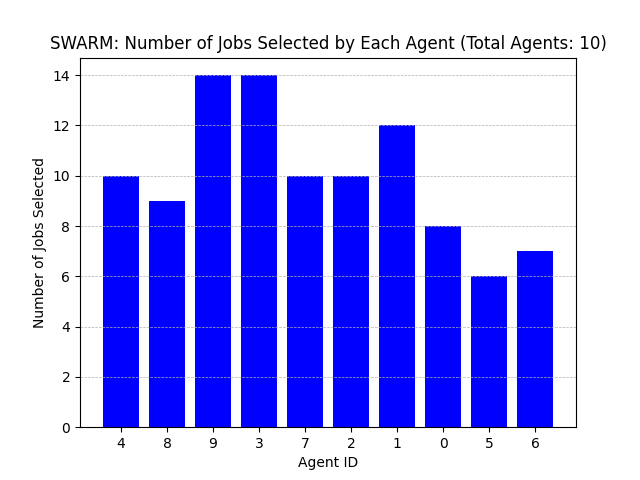 SWARM: Number of Jobs Selected by Each Agent (Total Agents: 10)
14
12
10
8
6
4
2
0
Number of Jobs Selected
4 8 9 3 7 2 1 0 5 6
Agent ID